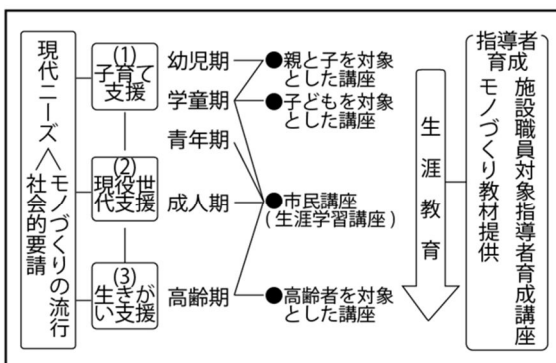 現代ニーズ
モノづくりの流行
社会的要請
(1)
子育て
支援
(2)
現役世
代支援
(3)
生きが
い支援
幼児期
学童期
青年期
成人期
高齢期
●親と子を対象
とした講座
●子どもを対象
とした講座
●市民講座
(生涯学習講座)
●高齢者を対象
とした講座
生涯教育
指導者
育成
施設職員対象指導者育成講座
モノづくり教材提供